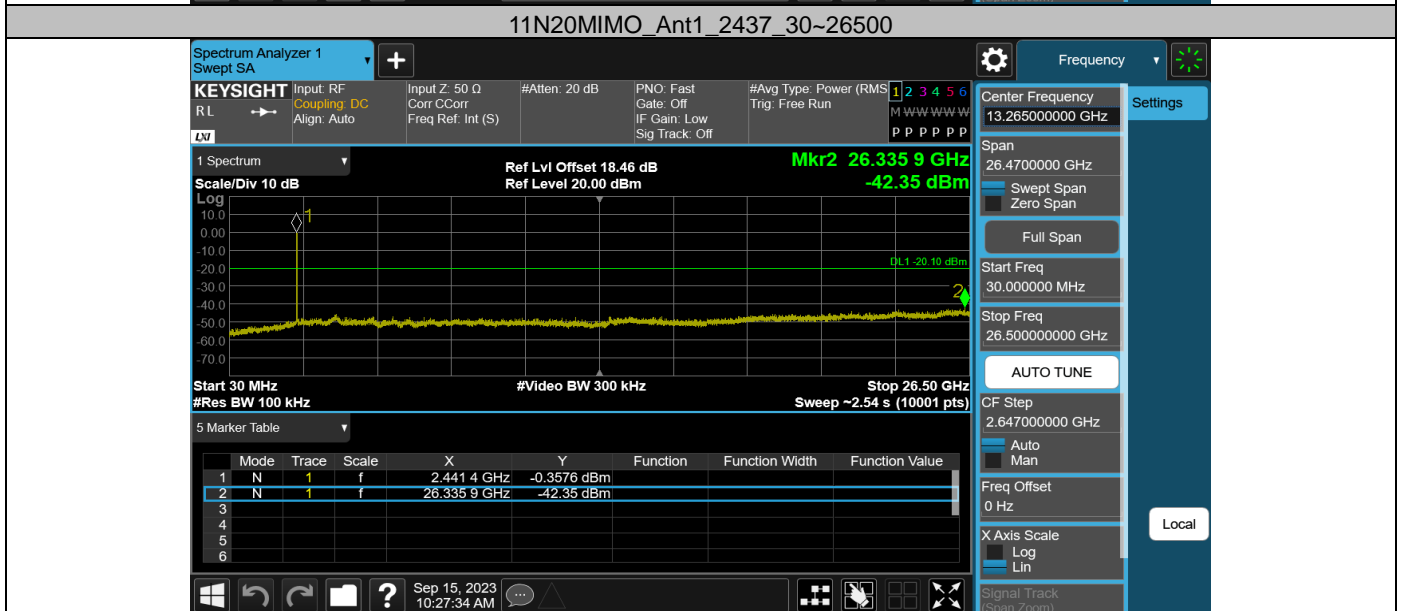 11N20MIMO_Ant1_2437_30~26500
Spectrum Analyzer 1
Swept SA
+
Frequency
KEYSIGHT
RL
LXI
Input: RF
Coupling: DC
Align: Auto
Input Z: 50 Ω
Corr CCorr
Freq Ref: Int (S)
#Atten: 20 dB
PNO: Fast
Gate: Off
IF Gain: Low
Sig Track: Off
#Avg Type: Power (RMS
Trig: Free Run
1 2 3 4 5 6
M W W W W W
P P P P P P
Center Frequency
13.265000000 GHz
Settings
Span
26.4700000 GHz
Swept Span
Zero Span
Full Span
Start Freq
30.000000 MHz
Stop Freq
26.500000000 GHz
AUTO TUNE
CF Step
2.647000000 GHz
Auto
Man
Freq Offset
0 Hz
X Axis Scale
Log
Lin
Signal Track
(Span Zoom)
Local
1 Spectrum
Scale/Div 10 dB
Ref Lvl Offset 18.46 dB
Ref Level 20.00 dBm
Mkr2 26.335 9 GHz
-42.35 dBm
Log
10.0
0.00
-10.0
-20.0
-30.0
-40.0
-50.0
-60.0
-70.0
1
DL1 -20.10 dBm
2
Start 30 MHz
#Video BW 300 kHz
Stop 26.50 GHz
#Res BW 100 kHz
Sweep ~2.54 s (10001 pts)
5 Marker Table
Mode Trace Scale X Y Function Function Width Function Value
1 N 1 f 2.441 4 GHz -0.3576 dBm
2 N 1 f 26.335 9 GHz -42.35 dBm
3
4
5
6
?
Sep 15, 2023
10:27:34 AM